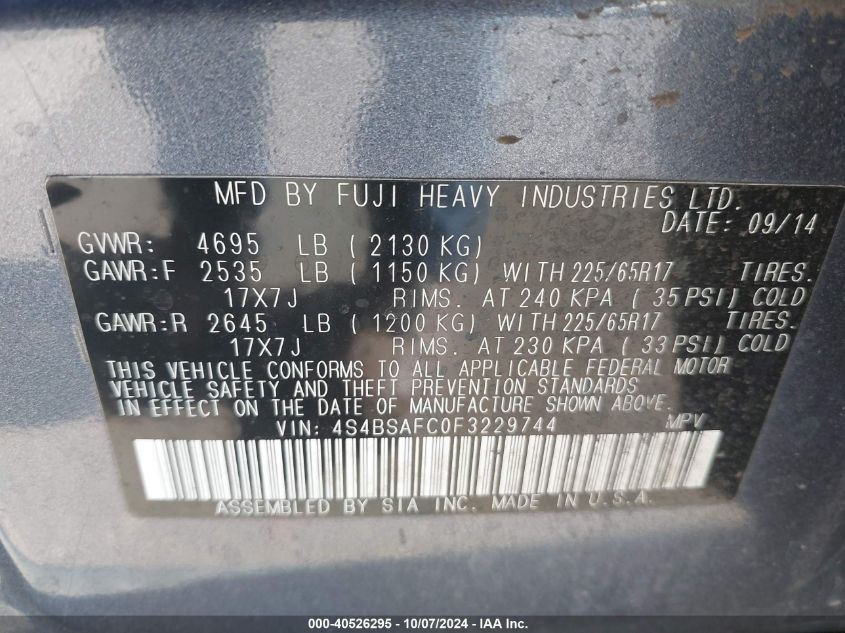 MFD BY FUJI HEAVY INDUSTRIES LTD.
DATE: 09/14
GVWR: 4695 LB ( 2130 KG)
GAWR:F 2535 LB ( 1150 KG) WITH 225/65R17 TIRES.
17X7J RIMS. AT 240 KPA ( 35 PSI) COLD
GAWR:R 2645 LB ( 1200 KG) WITH 225/65R17 TIRES.
17X7J RIMS. AT 230 KPA ( 33 PSI) COLD
THIS VEHICLE CONFORMS TO ALL APPLICABLE FEDERAL MOTOR
VEHICLE SAFETY AND THEFT PREVENTION STANDARDS
IN EFFECT ON THE DATE OF MANUFACTURE SHOWN ABOVE.
VIN: 4S4BSAFC0F3229744 MPV
ASSEMBLED BY SIA INC. MADE IN U.S.A.
000-40526295 - 10/07/2024 - IAA Inc.